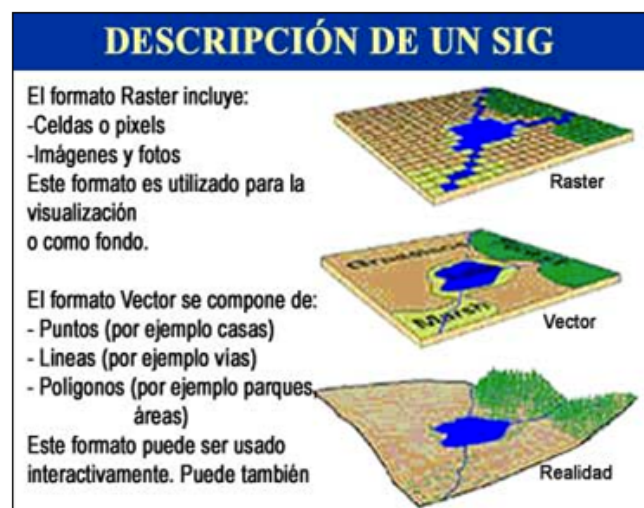 DESCRIPCIÓN DE UN SIG
El formato Raster incluye:
-Celdas o pixels
-Imágenes y fotos
Este formato es utilizado para la
visualización
o como fondo.
Raster
El formato Vector se compone de:
- Puntos (por ejemplo casas)
- Lineas (por ejemplo vias)
- Poligonos (por ejemplo parques,
áreas)
Este formato puede ser usado
interactivamente. Puede también
Marsh
Vector
Realidad